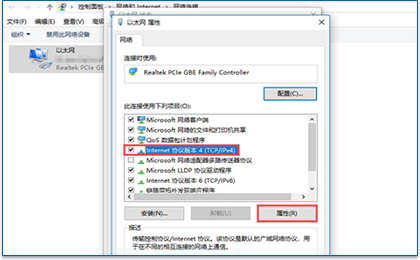 控制面板 > 网络和 Internet > 网络连接
文件(F) 编辑(E) 查看(V) 高级(N)
组织 禁用此网络设备
以太网
Realtek PCIe GB
以太网 属性
网络
连接时使用:
Realtek PCIe GBE Family Controller
配置(C)...
此连接使用下列项目(O):
Microsoft 网络客户端
Microsoft 网络的文件和打印机共享
QoS 数据包计划程序
Internet 协议版本 4 (TCP/IPv4)
Microsoft 网络适配器多路传送器协议
Microsoft LLDP 协议驱动程序
Internet 协议版本 6 (TCP/IPv6)
链路层拓扑发现响应程序
安装(N)... 卸载(U) 属性(R)
描述
传输控制协议/Internet 协议。该协议是默认的广域网络协议，用
于在不同的相互连接的网络上通信。